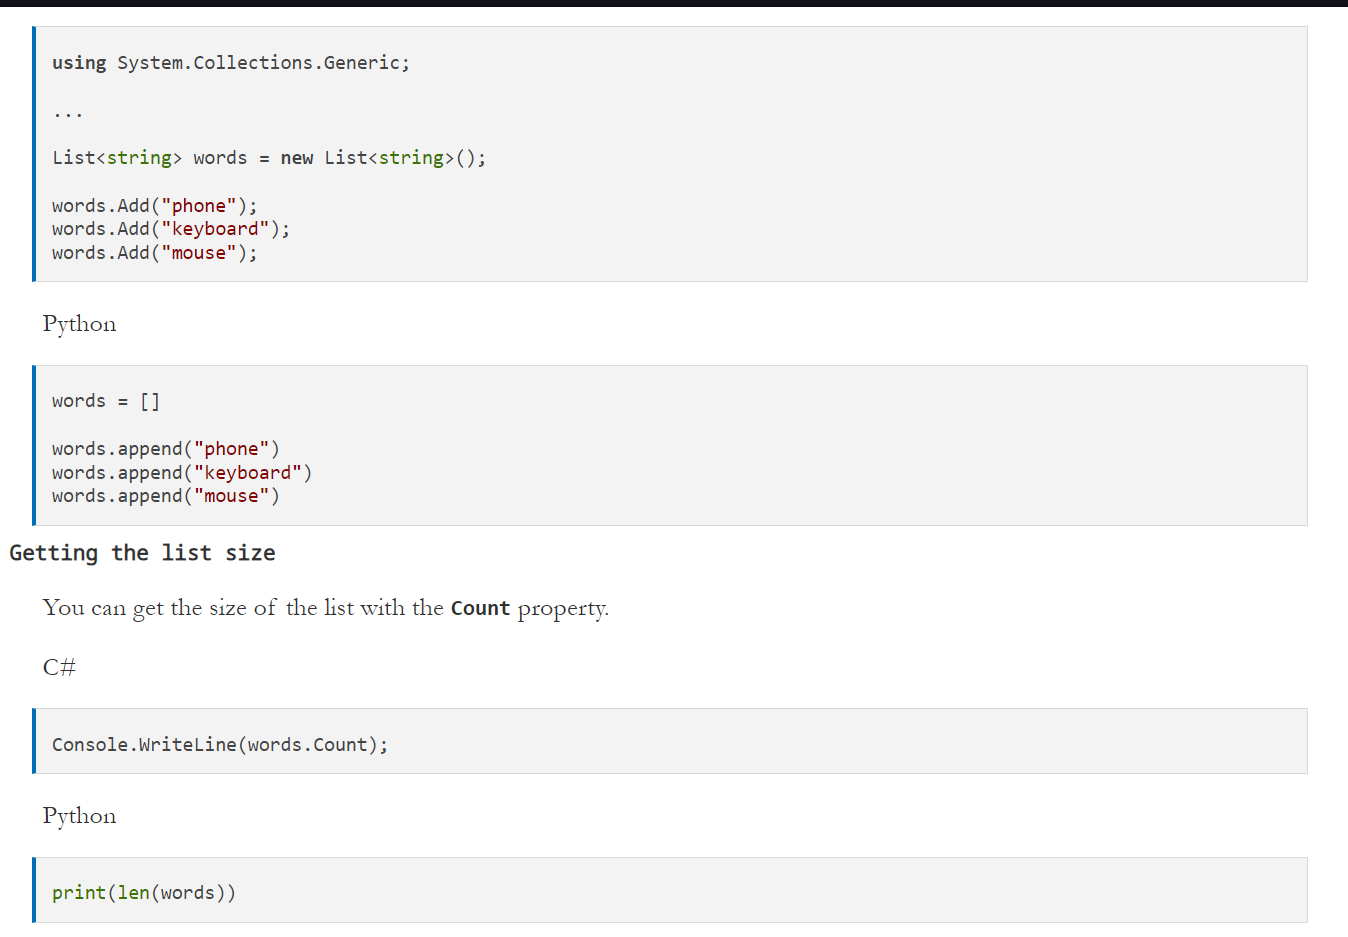 using System.Collections.Generic;
...
List<string> words = new List<string>();
words.Add("phone");
words.Add("keyboard");
words.Add("mouse");
Python
words = []
words.append("phone")
words.append("keyboard")
words.append("mouse")
Getting the list size
You can get the size of the list with the Count property.
C#
Console.WriteLine(words.Count);
Python
print(len(words))